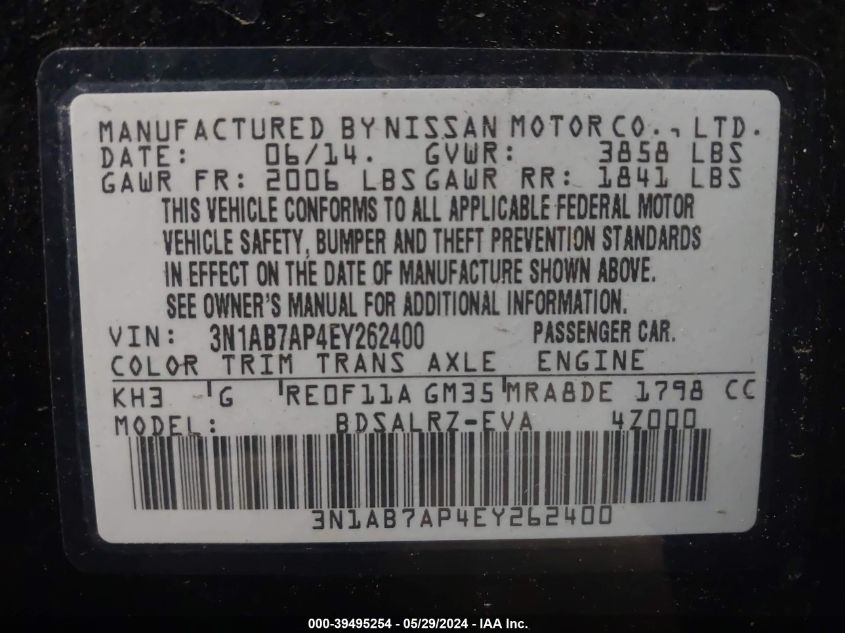 MANUFACTURED BY NISSAN MOTOR CO., LTD.
DATE: 06/14. GVWR: 3858 LBS
GAWR FR: 2006 LBS GAWR RR: 1841 LBS
THIS VEHICLE CONFORMS TO ALL APPLICABLE FEDERAL MOTOR
VEHICLE SAFETY, BUMPER AND THEFT PREVENTION STANDARDS
IN EFFECT ON THE DATE OF MANUFACTURE SHOWN ABOVE.
SEE OWNER'S MANUAL FOR ADDITIONAL INFORMATION.
VIN: 3N1AB7AP4EY262400 PASSENGER CAR.
COLOR TRIM TRANS AXLE ENGINE
KH3 G RE0F11A GM35 MRA8DE 1798 CC
MODEL: BDSALRZ-EVA 4Z000
3N1AB7AP4EY262400
000-39495254 - 05/29/2024 - IAA Inc.